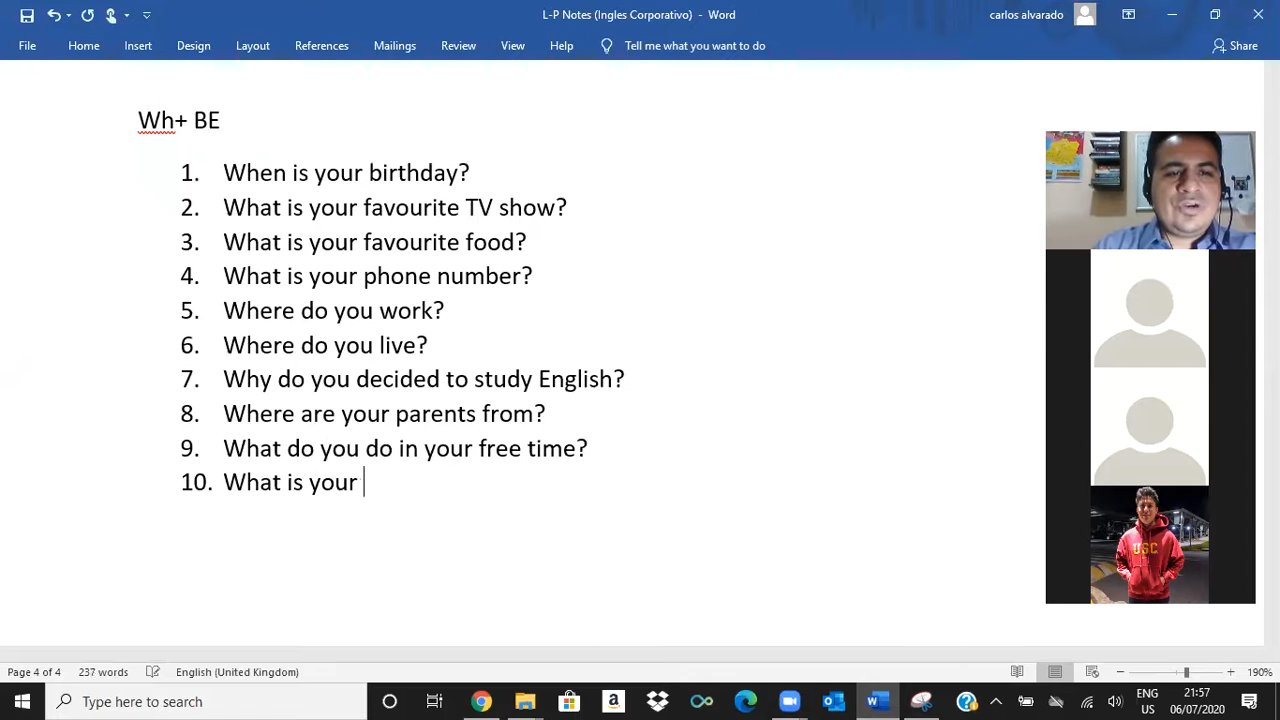 L-P Notes (Ingles Corporativo) - Word
carlos alvarado
File Home Insert Design Layout References Mailings Review View Help Tell me what you want to do Share
Wh+ BE
1. When is your birthday?
2. What is your favourite TV show?
3. What is your favourite food?
4. What is your phone number?
5. Where do you work?
6. Where do you live?
7. Why do you decided to study English?
8. Where are your parents from?
9. What do you do in your free time?
10. What is your
USC
Page 4 of 4 237 words English (United Kingdom) 190%
Type here to search
ENG 21:57
US 06/07/2020